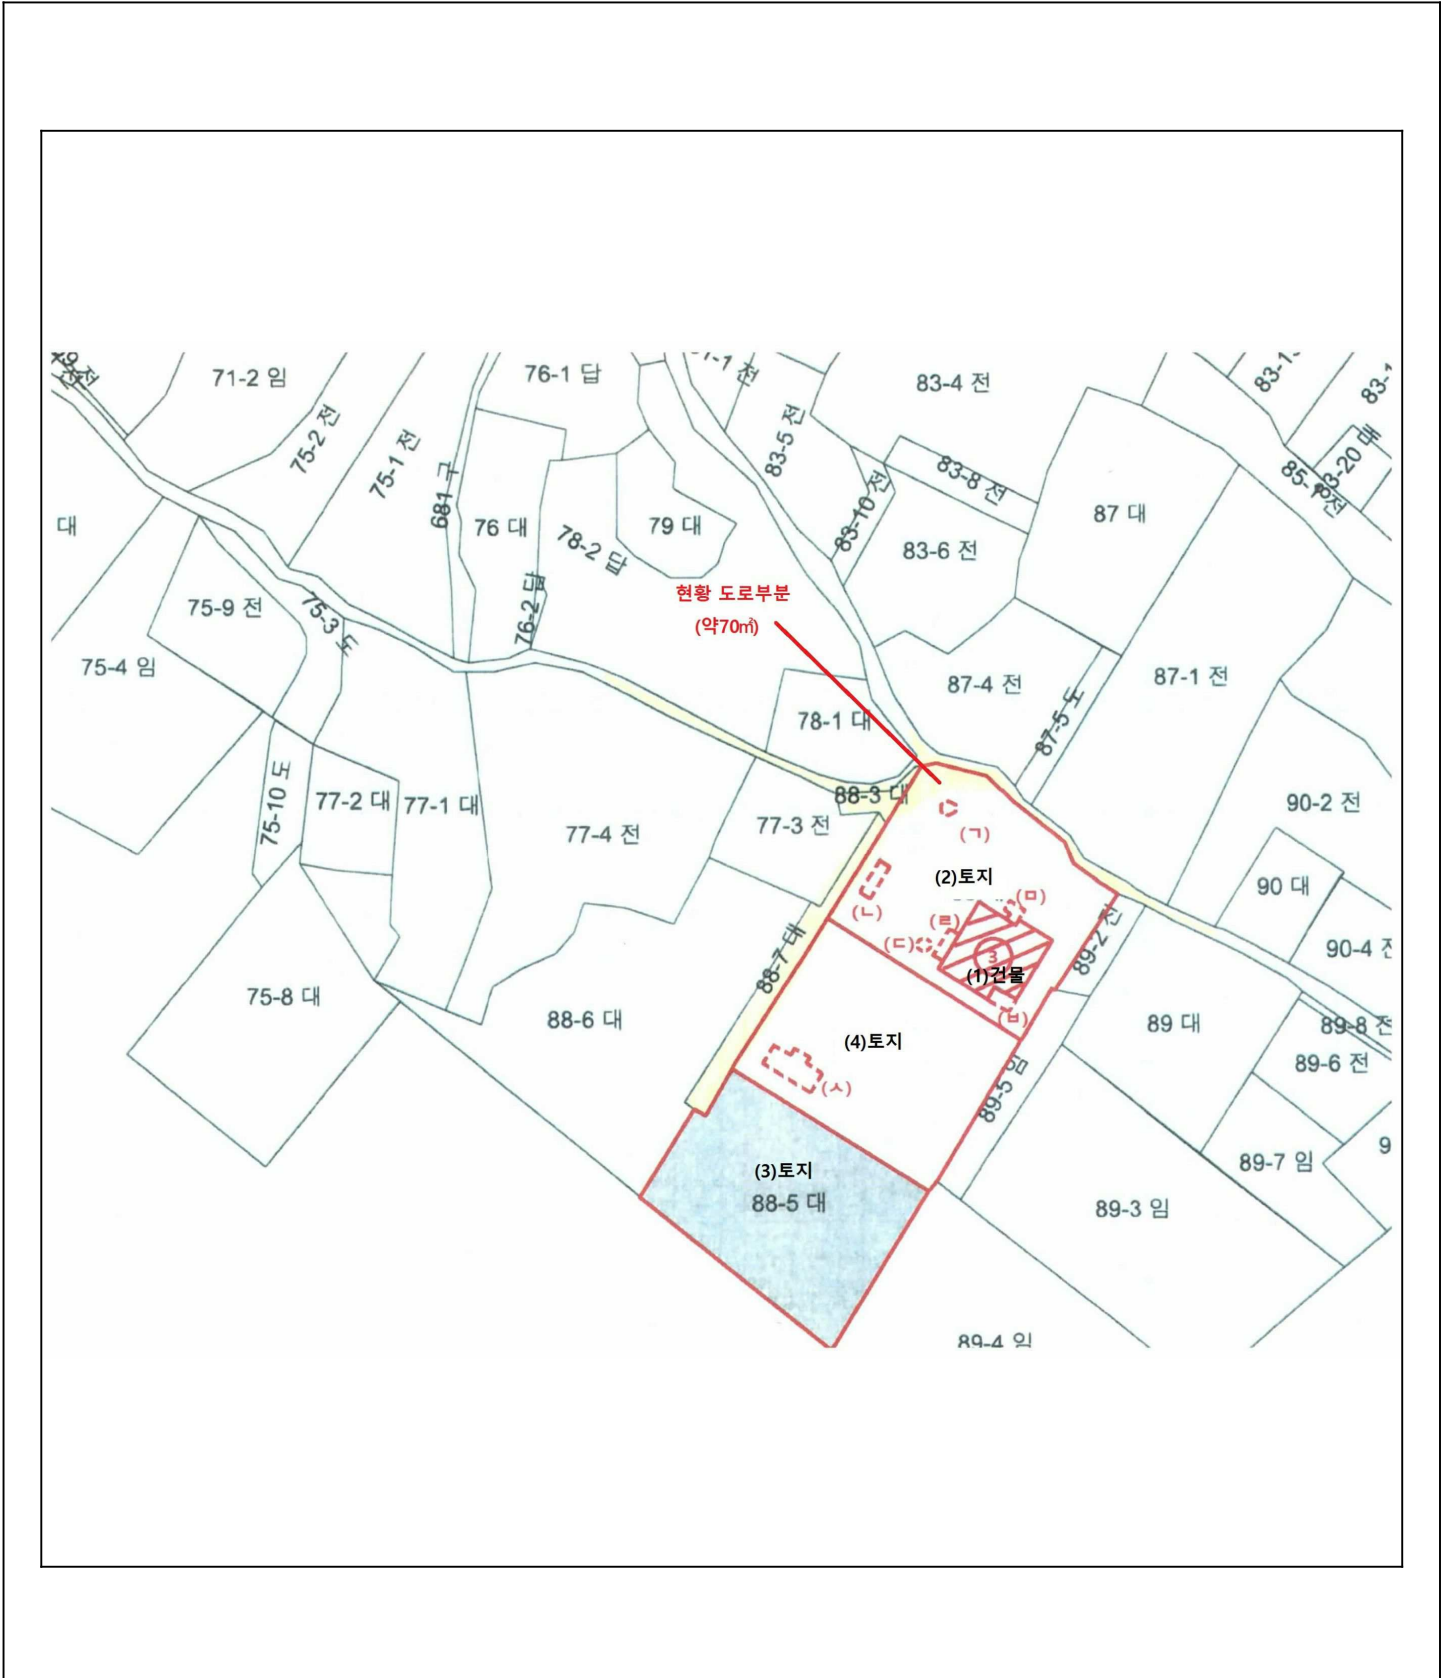 71-2 임
76-1 답
83-4 전
75-2 전
75-1 전
83-5 전
681 구
83-8 전
83-20 대
대
76 대
79 대
83-10 전
87 대
78-2 답
83-6 전
현황 도로부분
(약70㎡)
75-9 전
75-3 도
76-2 답
75-4 임
87-4 전
87-1 전
78-1 대
87-5 도
75-10 도
77-2 대
77-1 대
88-3 대
90-2 전
77-4 전
77-3 전
(ㄱ)
(2)토지
90 대
(ㅁ)
(ㄴ)
(ㄹ)
(ㄷ)
90-4
89-2 전
3
(1)건물
88-7 대
75-8 대
88-6 대
(ㅂ)
89 대
89-8 전
(4)토지
89-6 전
(ㅅ)
89-5 임
89-7 임
(3)토지
88-5 대
89-3 임
89-4 임